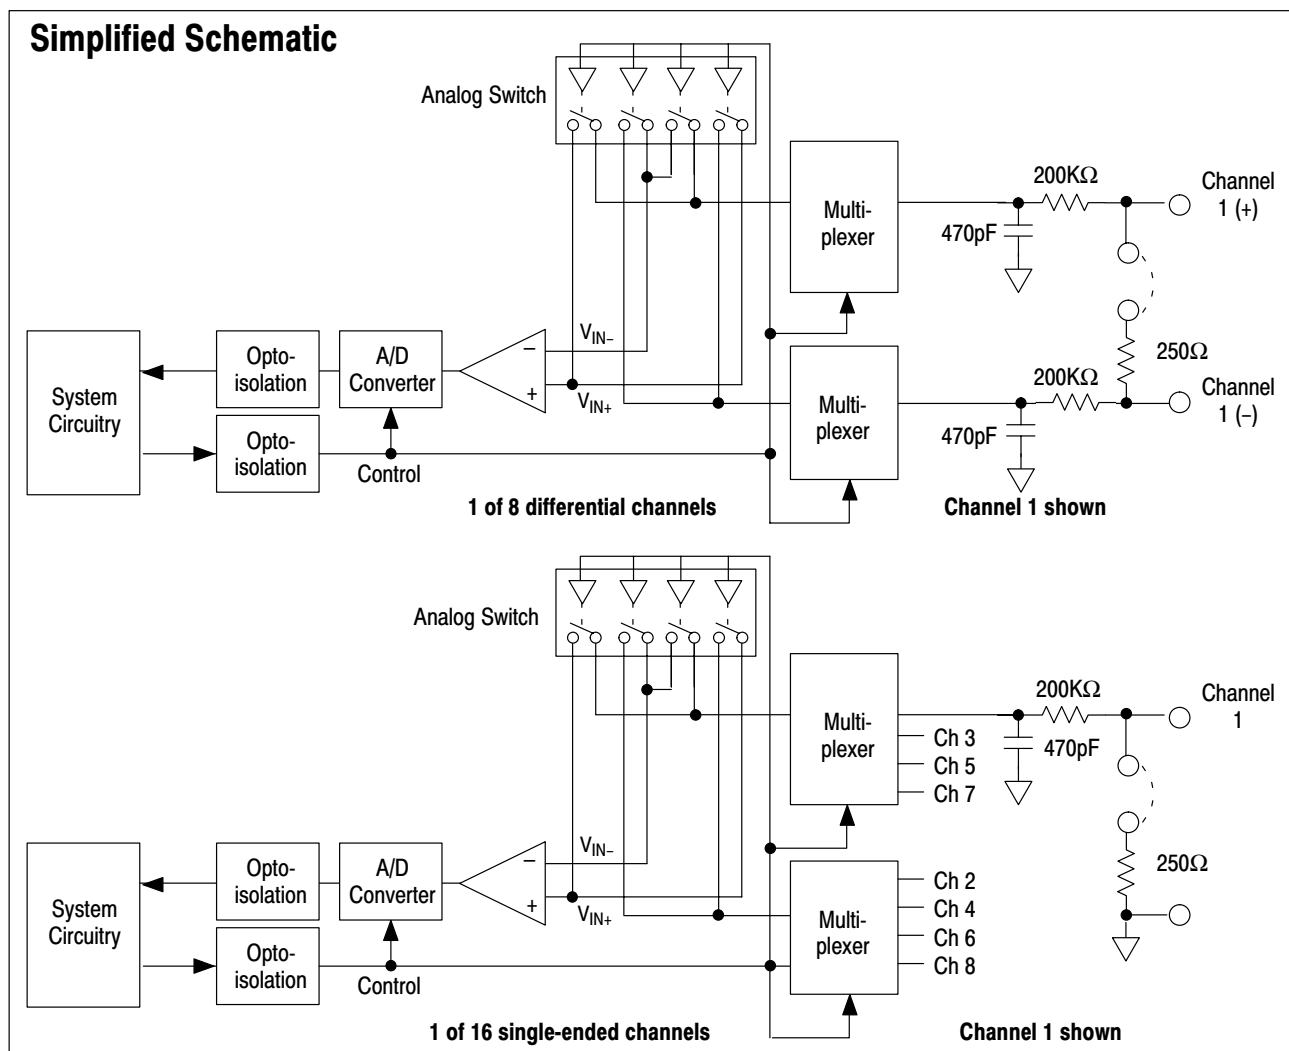 Simplified Schematic
Analog Switch
Multi-
plexer
200KΩ
Channel
1 (+)
470pF
250Ω
System
Circuitry
Opto-
isolation
A/D
Converter
VIN–
–
+
VIN+
Opto-
isolation
Control
Multi-
plexer
200KΩ
Channel
1 (–)
470pF
1 of 8 differential channels
Channel 1 shown
Analog Switch
Multi-
plexer
Ch 3
Ch 5
Ch 7
200KΩ
Channel
1
470pF
250Ω
System
Circuitry
Opto-
isolation
A/D
Converter
VIN–
–
+
VIN+
Opto-
isolation
Control
Multi-
plexer
Ch 2
Ch 4
Ch 6
Ch 8
1 of 16 single-ended channels
Channel 1 shown